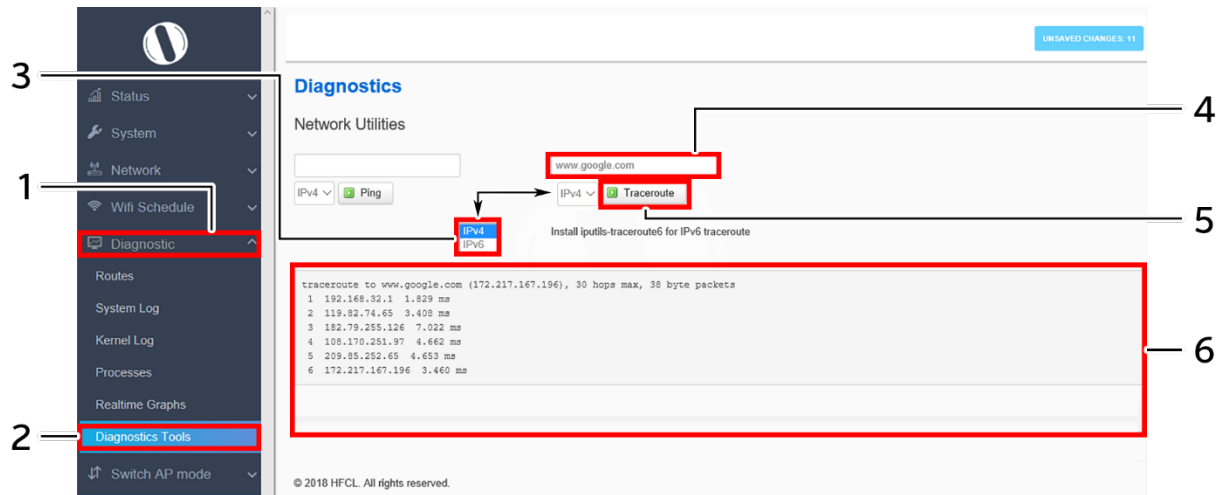 UNSAVED CHANGES: 11
3
Status
Diagnostics
4
System
Network Utilities
Network
www.google.com
1
IPv4 Ping
IPv4 Traceroute
Wifi Schedule
5
IPv4
Install iputils-traceroute6 for IPv6 traceroute
IPv6
Diagnostic
Routes
traceroute to www.google.com (172.217.167.196), 30 hops max, 38 byte packets
1 192.168.32.1 1.829 ms
System Log
2 119.82.74.65 3.408 ms
3 182.79.255.126 7.022 ms
Kernel Log
4 108.170.251.97 4.662 ms
6
5 209.85.252.65 4.653 ms
Processes
6 172.217.167.196 3.460 ms
Realtime Graphs
2
Diagnostics Tools
Switch AP mode
© 2018 HFCL. All rights reserved.